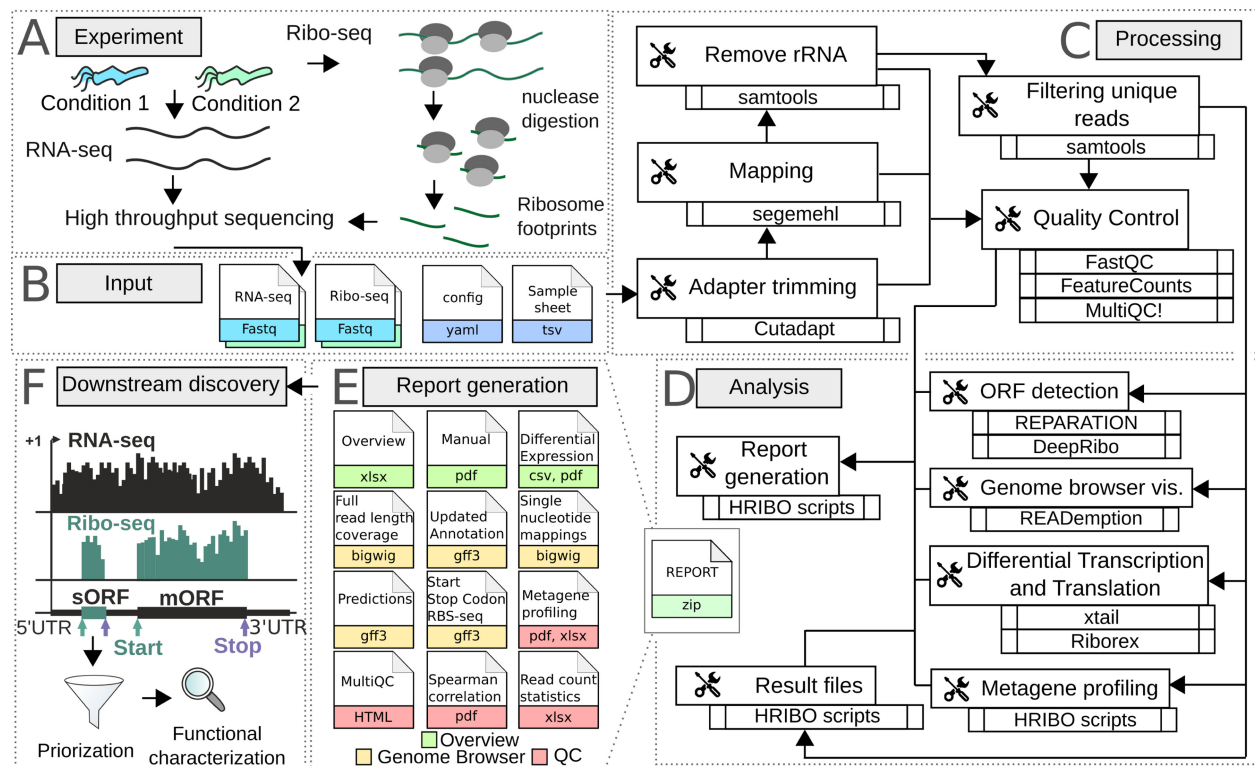 A
Experiment
Ribo-seq
Condition 1
Condition 2
nuclease
digestion
RNA-seq
High throughput sequencing
Ribosome
footprints
B
Input
RNA-seq
Fastq
Ribo-seq
Fastq
config
yaml
Sample
sheet
tsv
C
Processing
Remove rRNA
samtools
Filtering unique
reads
samtools
Mapping
segemehl
Quality Control
FastQC
FeatureCounts
MultiQC!
Adapter trimming
Cutadapt
D
Analysis
ORF detection
REPARATION
DeepRibo
Report
generation
HRIBO scripts
Genome browser vis.
READemption
Differential Transcription
and Translation
xtail
Riborex
Result files
HRIBO scripts
Metagene profiling
HRIBO scripts
REPORT
zip
E
Report generation
Overview
xlsx
Manual
pdf
Differential
Expression
csv, pdf
Full
read length
coverage
bigwig
Updated
Annotation
gff3
Single
nucleotide
mappings
bigwig
Predictions
gff3
Start
Stop Codon
RBS-seq
gff3
Metagene
profiling
pdf, xlsx
MultiQC
HTML
Spearman
correlation
pdf
Read count
statistics
xlsx
Overview
Genome Browser
QC
F
Downstream discovery
+1
RNA-seq
Ribo-seq
sORF
mORF
5'UTR
3'UTR
Start
Stop
Priorization
Functional
characterization